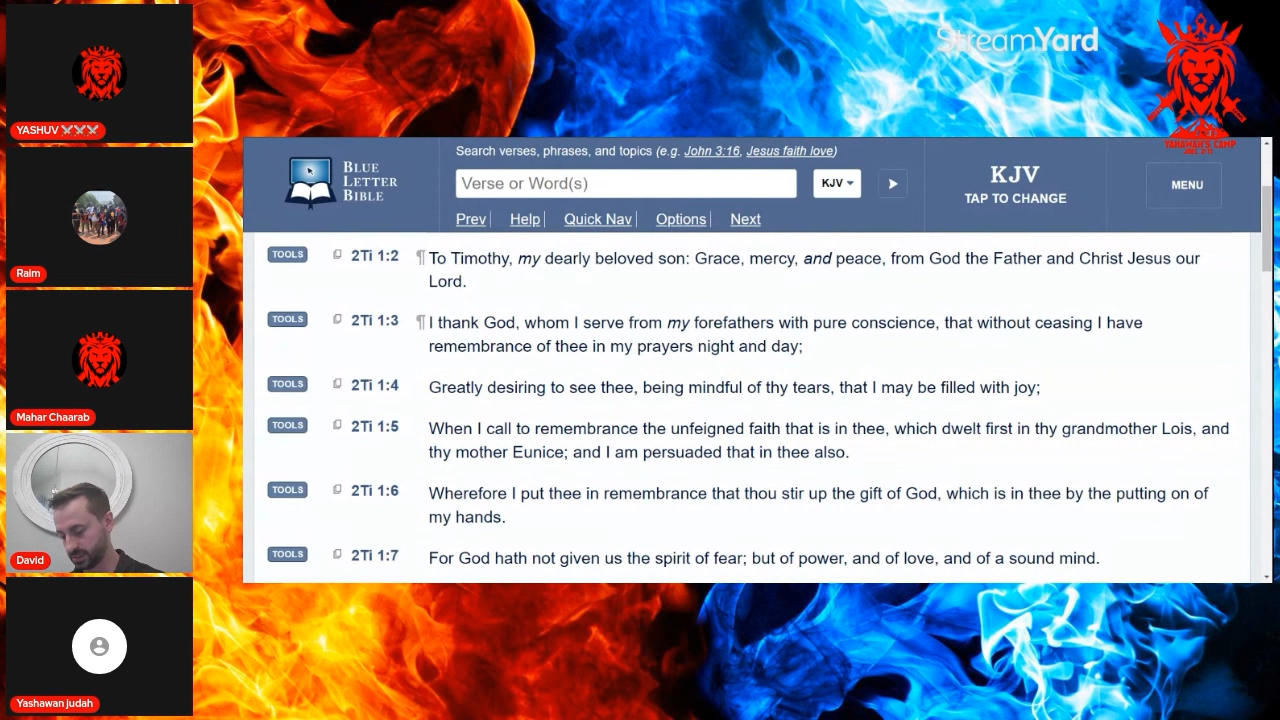 YASHUV ⚔⚔⚔
Raim
Mahar Chaarab
David
Yashawan judah
StreamYard
YAHAWAH'S CAMP
BLUE
LETTER
BIBLE
Search verses, phrases, and topics (e.g. John 3:16, Jesus faith love)
Verse or Word(s)
KJV
Prev | Help | Quick Nav | Options | Next
KJV
TAP TO CHANGE
MENU
TOOLS 2Ti 1:2 ¶ To Timothy, my dearly beloved son: Grace, mercy, and peace, from God the Father and Christ Jesus our
Lord.
TOOLS 2Ti 1:3 ¶ I thank God, whom I serve from my forefathers with pure conscience, that without ceasing I have
remembrance of thee in my prayers night and day;
TOOLS 2Ti 1:4 Greatly desiring to see thee, being mindful of thy tears, that I may be filled with joy;
TOOLS 2Ti 1:5 When I call to remembrance the unfeigned faith that is in thee, which dwelt first in thy grandmother Lois, and
thy mother Eunice; and I am persuaded that in thee also.
TOOLS 2Ti 1:6 Wherefore I put thee in remembrance that thou stir up the gift of God, which is in thee by the putting on of
my hands.
TOOLS 2Ti 1:7 For God hath not given us the spirit of fear; but of power, and of love, and of a sound mind.